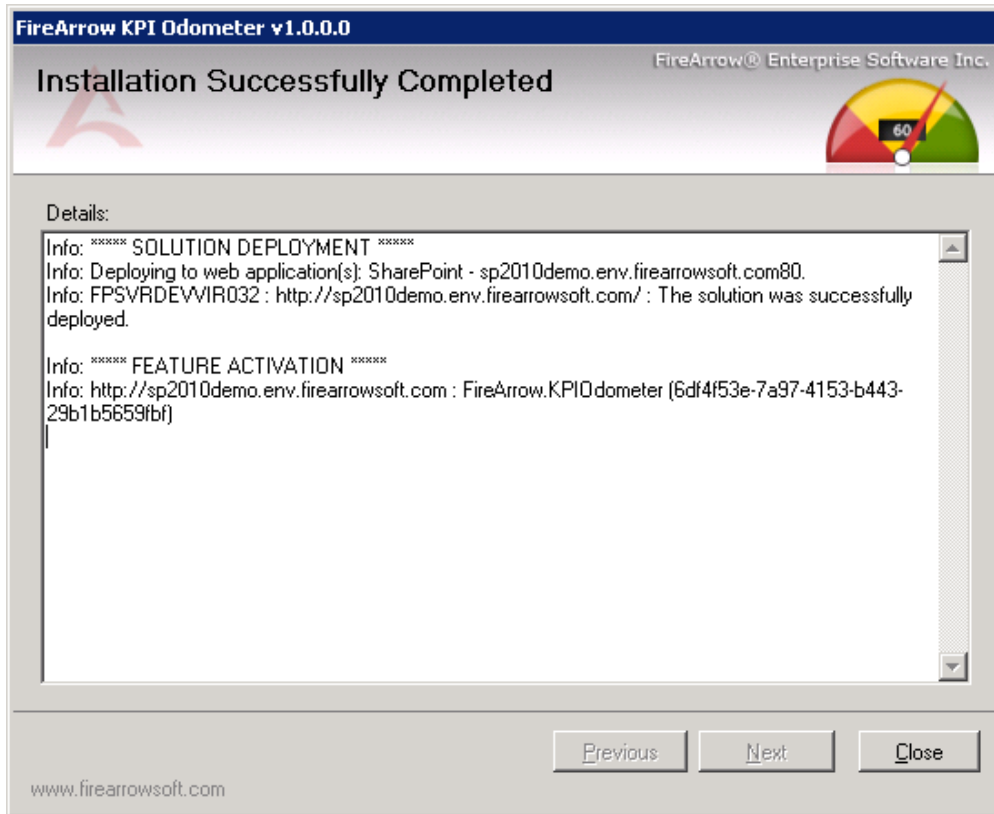 FireArrow KPI Odometer v1.0.0.0
FireArrow® Enterprise Software Inc.
Installation Successfully Completed
60
Details:
Info: ***** SOLUTION DEPLOYMENT *****
Info: Deploying to web application(s): SharePoint - sp2010demo.env.firearrowsoft.com80.
Info: FPSVRDEVVIR032 : http://sp2010demo.env.firearrowsoft.com/ : The solution was successfully
deployed.
Info: ***** FEATURE ACTIVATION *****
Info: http://sp2010demo.env.firearrowsoft.com : FireArrow.KPIOdometer (6df4f53e-7a97-4153-b443-
29b1b5659fbf)
Previous
Next
Close
www.firearrowsoft.com